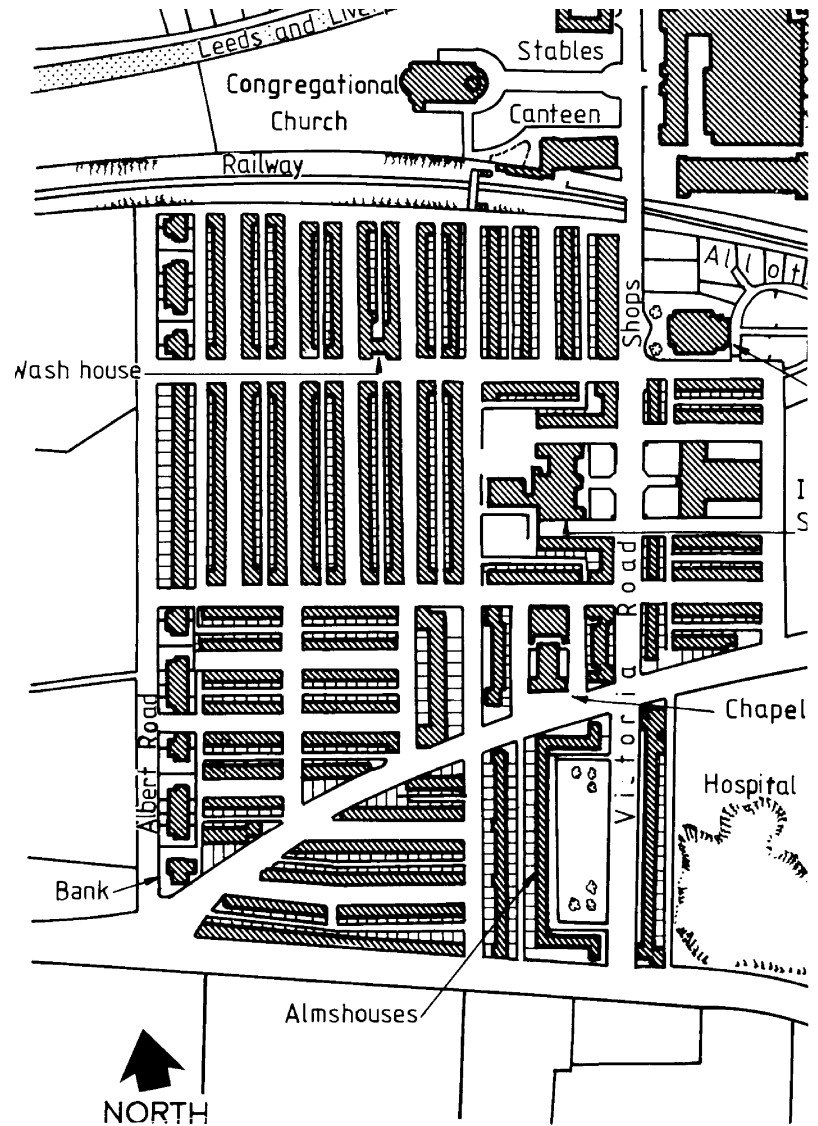 Leeds and Liver
Stables
Congregational
Church
Canteen
Railway
Allot
Shops
Wash house
I
S
Victoria Road
Chapel
Albert Road
Hospital
Bank
Almshouses
NORTH